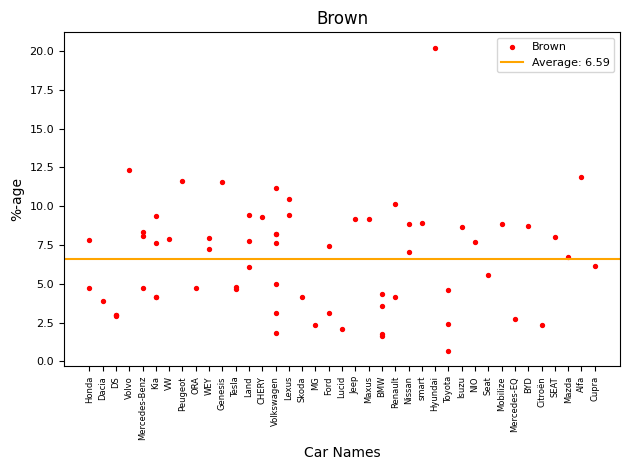 Brown
Brown
Average: 6.59
%-age
20.0
17.5
15.0
12.5
10.0
7.5
5.0
2.5
0.0
Honda
Dacia
DS
Volvo
Mercedes-Benz
Kia
VW
Peugeot
ORA
WEY
Genesis
Tesla
Land
CHERY
Volkswagen
Lexus
Skoda
MG
Ford
Lucid
Jeep
Maxus
BMW
Renault
Nissan
smart
Hyundai
Toyota
Isuzu
NIO
Seat
Mobilize
Mercedes-EQ
BYD
Citroën
SEAT
Mazda
Alfa
Cupra
Car Names